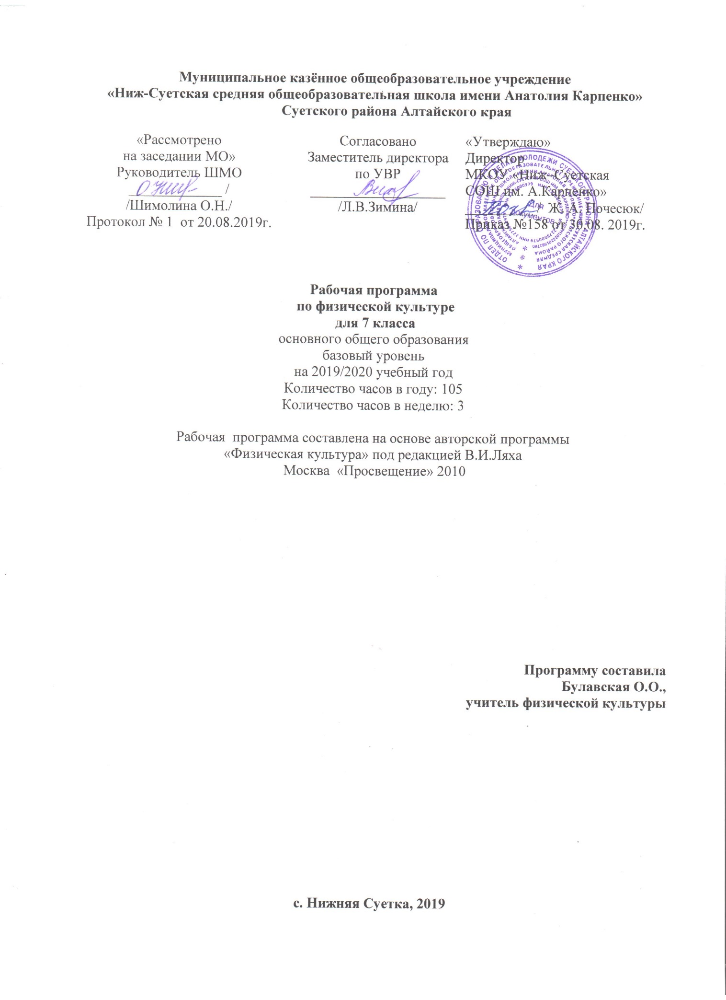 Муниципальное казённое общеобразовательное учреждение
«Ниж-Суетская средняя общеобразовательная школа имени Анатолия Карпенко»
Суетского района Алтайского края
«Рассмотрено
на заседании МО»
Руководитель ШМО
_____________ /
/Шимолина О.Н./
Протокол № 1 от 20.08.2019г.
Согласовано
Заместитель директора
по УВР
___________________
/Л.В.Зимина/
«Утверждаю»
Директор
МКОУ «Ниж- Суетская
СОШ им. А.Карпенко»
___________ Ж. А. Почесюк/
Приказ №158 от 30.08. 2019г.
Для
документов
Рабочая программа
по физической культуре
для 7 класса
основного общего образования
базовый уровень
на 2019/2020 учебный год
Количество часов в году: 105
Количество часов в неделю: 3
Рабочая программа составлена на основе авторской программы
«Физическая культура» под редакцией В.И.Ляха
Москва «Просвещение» 2010
Программу составила
Булавская О.О.,
учитель физической культуры
с. Нижняя Суетка, 2019